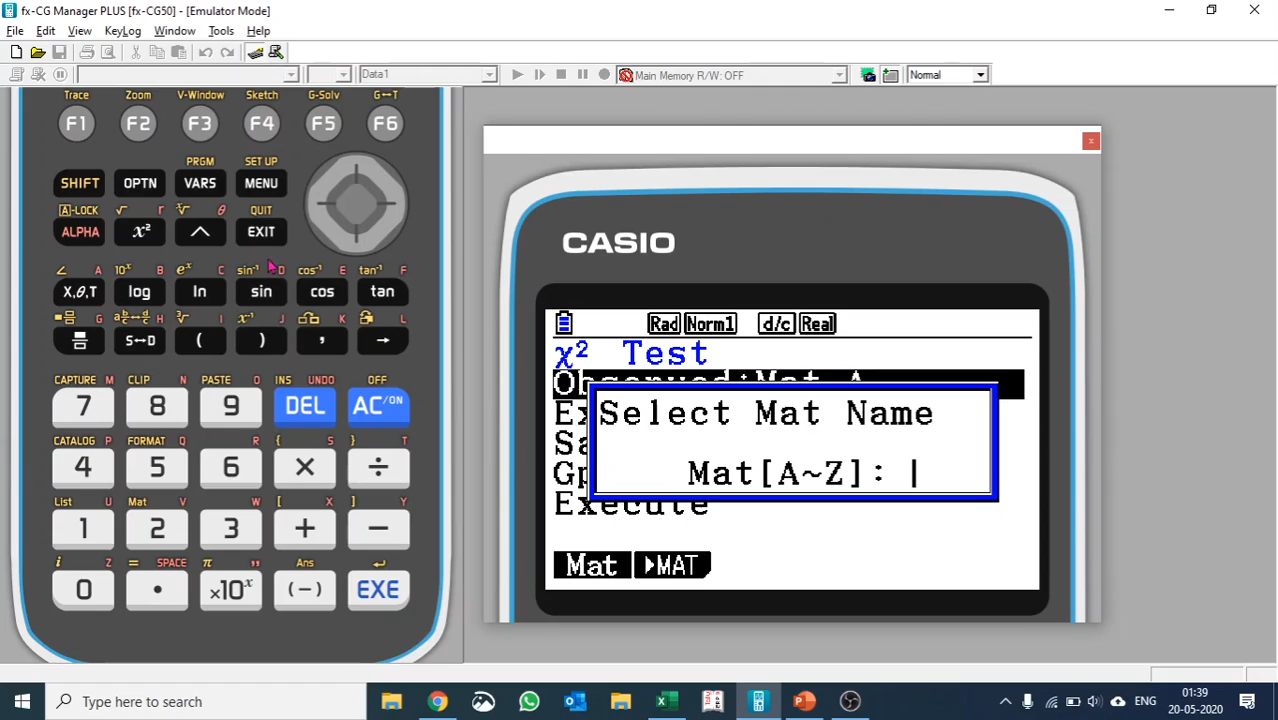 fx-CG Manager PLUS [fx-CG50] - [Emulator Mode]
File Edit View KeyLog Window Tools Help
Data1 Main Memory R/W: OFF Normal
Trace Zoom V-Window Sketch G-Solv G↔T
F1 F2 F3 F4 F5 F6
PRGM SET UP
SHIFT OPTN VARS MENU
A-LOCK √ r ∛ θ QUIT
ALPHA x² ^ EXIT
∠ A 10ˣ B eˣ C sin⁻¹ D cos⁻¹ E tan⁻¹ F
X,θ,T log ln sin cos tan
G H I x⁻¹ J K L
S↔D ( ) , →
CAPTURE M CLIP N PASTE O INS UNDO OFF
7 8 9 DEL AC/ON
CATALOG P FORMAT Q R { S } T
4 5 6 × ÷
List U Mat V W [ X ] Y
1 2 3 + −
i Z = SPACE π " Ans
0 • ×10ˣ (−) EXE
CASIO
Rad Norm1 d/c Real
χ² Test
Observed:Mat A
Select Mat Name
Mat[A~Z]: |
Execute
Mat ▶MAT
Type here to search
ENG
01:39
20-05-2020